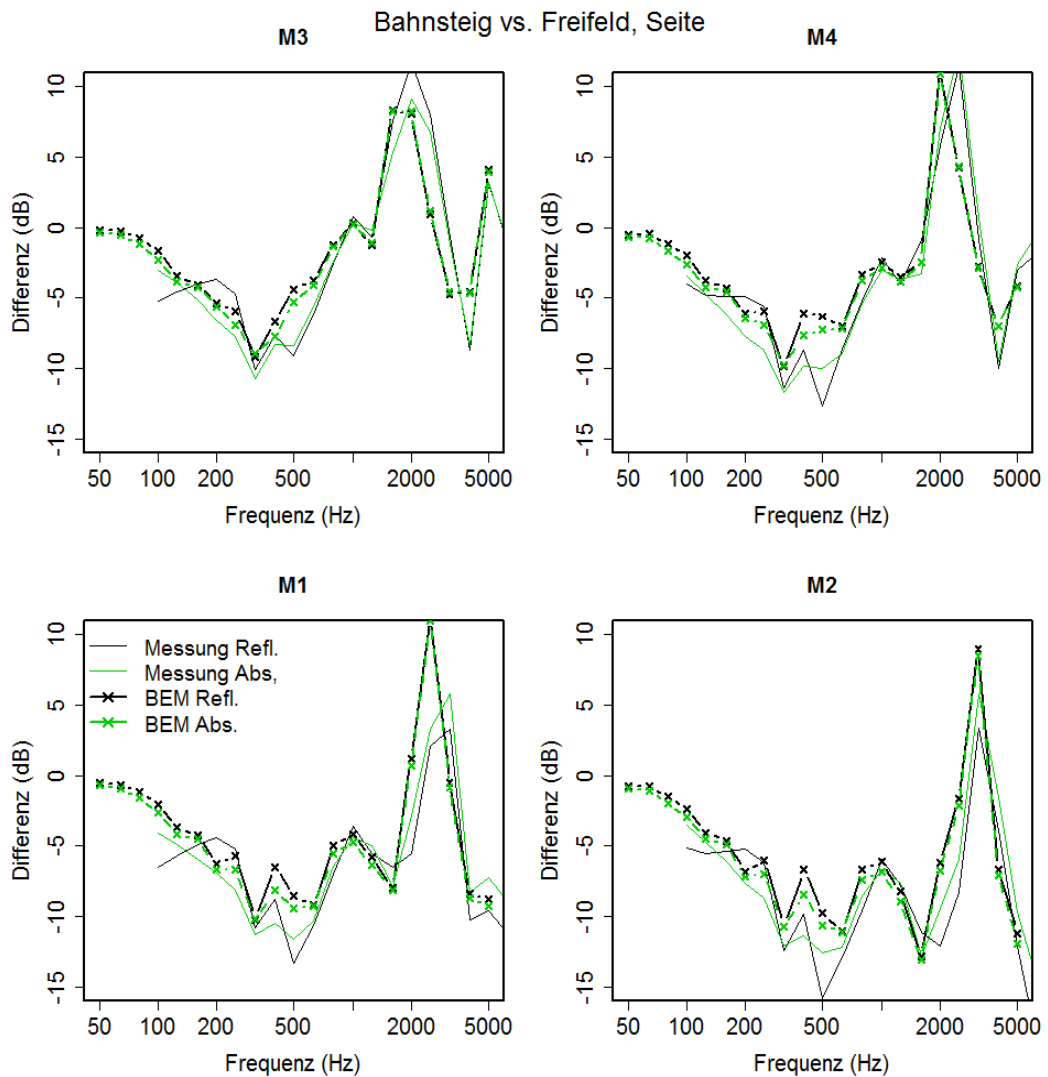 Bahnsteig vs. Freifeld, Seite
M3
M4
Differenz (dB)
10
5
0
-5
-10
-15
50 100 200 500 2000 5000
Frequenz (Hz)
Differenz (dB)
10
5
0
-5
-10
-15
50 100 200 500 2000 5000
Frequenz (Hz)
M1
M2
Differenz (dB)
10
5
0
-5
-10
-15
Messung Refl.
Messung Abs,
BEM Refl.
BEM Abs.
50 100 200 500 2000 5000
Frequenz (Hz)
Differenz (dB)
10
5
0
-5
-10
-15
50 100 200 500 2000 5000
Frequenz (Hz)